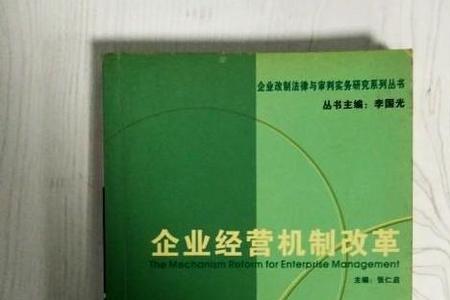 企业改制法律与审判实务研究系列丛书
丛书主编：李国光
企业经营机制改革
The Mechanism Reform for Enterprise Management
主编：张仁启